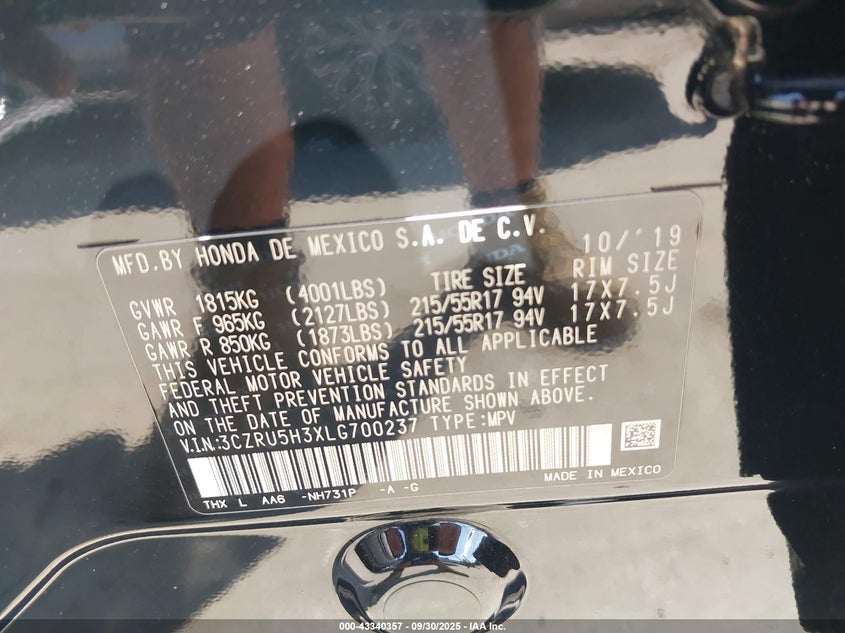 MFD.BY HONDA DE MEXICO S.A. DE C.V. 10/'19
GVWR 1815KG (4001LBS) TIRE SIZE RIM SIZE
GAWR F 965KG (2127LBS) 215/55R17 94V 17X7.5J
GAWR R 850KG (1873LBS) 215/55R17 94V 17X7.5J
THIS VEHICLE CONFORMS TO ALL APPLICABLE
FEDERAL MOTOR VEHICLE SAFETY
AND THEFT PREVENTION STANDARDS IN EFFECT
ON THE DATE OF MANUFACTURE SHOWN ABOVE.
V.I.N:3CZRU5H3XLG700237 TYPE:MPV
MADE IN MEXICO
THX L AA6 -NH731P -A -G
000-43340357 - 09/30/2025 - IAA Inc.